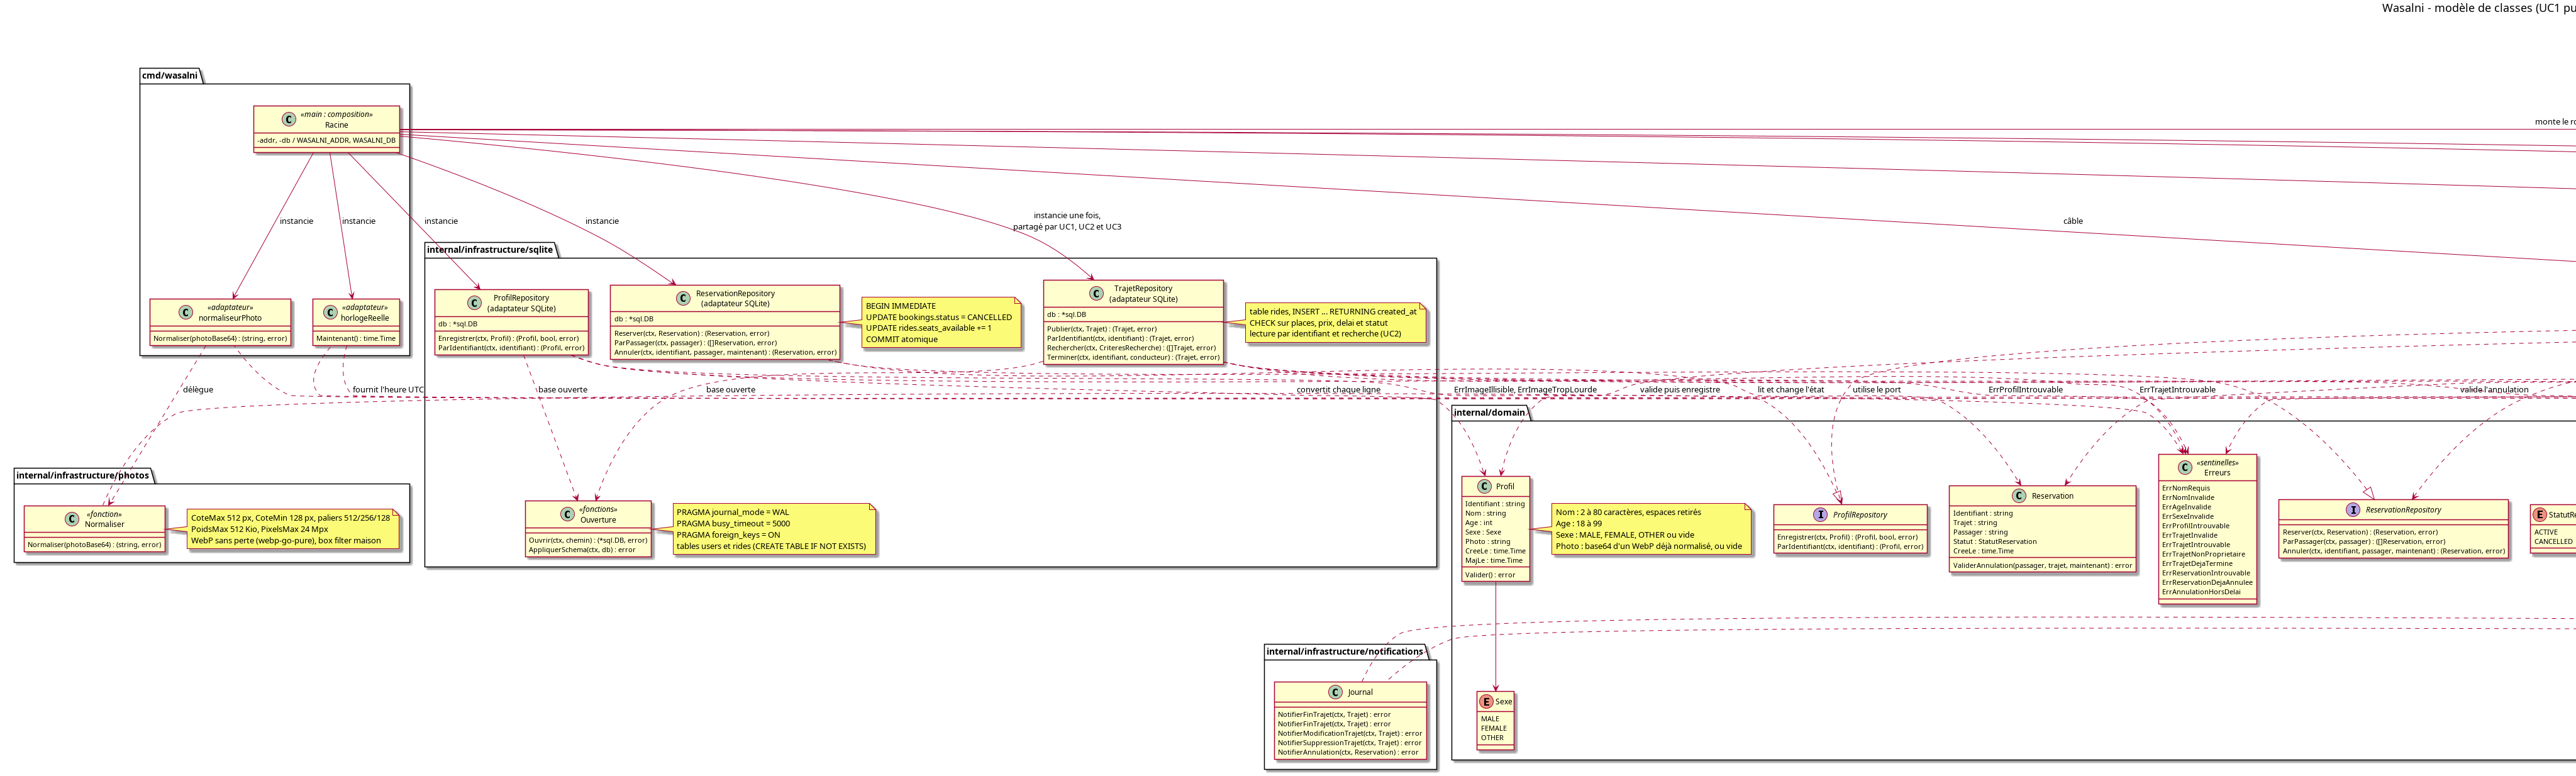 Wasalni - modèle de classes (UC1 pu
cmd/wasalni
«main : composition»
Racine
-addr, -db / WASALNI_ADDR, WASALNI_DB
monte le ro
instancie
instancie
instancie
instancie
instancie une fois,
partagé par UC1, UC2 et UC3
câble
«adaptateur»
normaliseurPhoto
Normaliser(photoBase64) : (string, error)
«adaptateur»
horlogeReelle
Maintenant() : time.Time
internal/infrastructure/sqlite
ProfilRepository
(adaptateur SQLite)
db : *sql.DB
Enregistrer(ctx, Profil) : (Profil, bool, error)
ParIdentifiant(ctx, identifiant) : (Profil, error)
ReservationRepository
(adaptateur SQLite)
db : *sql.DB
Reserver(ctx, Reservation) : (Reservation, error)
ParPassager(ctx, passager) : ([]Reservation, error)
Annuler(ctx, identifiant, passager, maintenant) : (Reservation, error)
BEGIN IMMEDIATE
UPDATE bookings.status = CANCELLED
UPDATE rides.seats_available += 1
COMMIT atomique
TrajetRepository
(adaptateur SQLite)
db : *sql.DB
Publier(ctx, Trajet) : (Trajet, error)
ParIdentifiant(ctx, identifiant) : (Trajet, error)
Rechercher(ctx, CriteresRecherche) : ([]Trajet, error)
Terminer(ctx, identifiant, conducteur) : (Trajet, error)
table rides, INSERT ... RETURNING created_at
CHECK sur places, prix, delai et statut
lecture par identifiant et recherche (UC2)
délègue
fournit l'heure UTC
base ouverte
base ouverte
convertit chaque ligne
ErrImageIllisible, ErrImageTropLourde
valide puis enregistre
lit et change l'état
utilise le port
ErrProfilIntrouvable
ErrTrajetIntrouvable
valide l'annulation
internal/infrastructure/photos
«fonction»
Normaliser
Normaliser(photoBase64) : (string, error)
CoteMax 512 px, CoteMin 128 px, paliers 512/256/128
PoidsMax 512 Kio, PixelsMax 24 Mpx
WebP sans perte (webp-go-pure), box filter maison
«fonctions»
Ouverture
Ouvrir(ctx, chemin) : (*sql.DB, error)
AppliquerSchema(ctx, db) : error
PRAGMA journal_mode = WAL
PRAGMA busy_timeout = 5000
PRAGMA foreign_keys = ON
tables users et rides (CREATE TABLE IF NOT EXISTS)
internal/domain
Profil
Identifiant : string
Nom : string
Age : int
Sexe : Sexe
Photo : string
CreeLe : time.Time
MajLe : time.Time
Valider() : error
Nom : 2 à 80 caractères, espaces retirés
Age : 18 à 99
Sexe : MALE, FEMALE, OTHER ou vide
Photo : base64 d'un WebP déjà normalisé, ou vide
ProfilRepository
Enregistrer(ctx, Profil) : (Profil, bool, error)
ParIdentifiant(ctx, identifiant) : (Profil, error)
Reservation
Identifiant : string
Trajet : string
Passager : string
Statut : StatutReservation
CreeLe : time.Time
ValiderAnnulation(passager, trajet, maintenant) : error
«sentinelles»
Erreurs
ErrNomRequis
ErrNomInvalide
ErrAgeInvalide
ErrSexeInvalide
ErrProfilIntrouvable
ErrTrajetInvalide
ErrTrajetIntrouvable
ErrTrajetNonProprietaire
ErrTrajetDejaTermine
ErrReservationIntrouvable
ErrReservationDejaAnnulee
ErrAnnulationHorsDelai
ReservationRepository
Reserver(ctx, Reservation) : (Reservation, error)
ParPassager(ctx, passager) : ([]Reservation, error)
Annuler(ctx, identifiant, passager, maintenant) : (Reservation, error)
StatutRe
ACTIVE
CANCELLED
internal/infrastructure/notifications
Journal
NotifierFinTrajet(ctx, Trajet) : error
NotifierFinTrajet(ctx, Trajet) : error
NotifierModificationTrajet(ctx, Trajet) : error
NotifierSuppressionTrajet(ctx, Trajet) : error
NotifierAnnulation(ctx, Reservation) : error
Sexe
MALE
FEMALE
OTHER